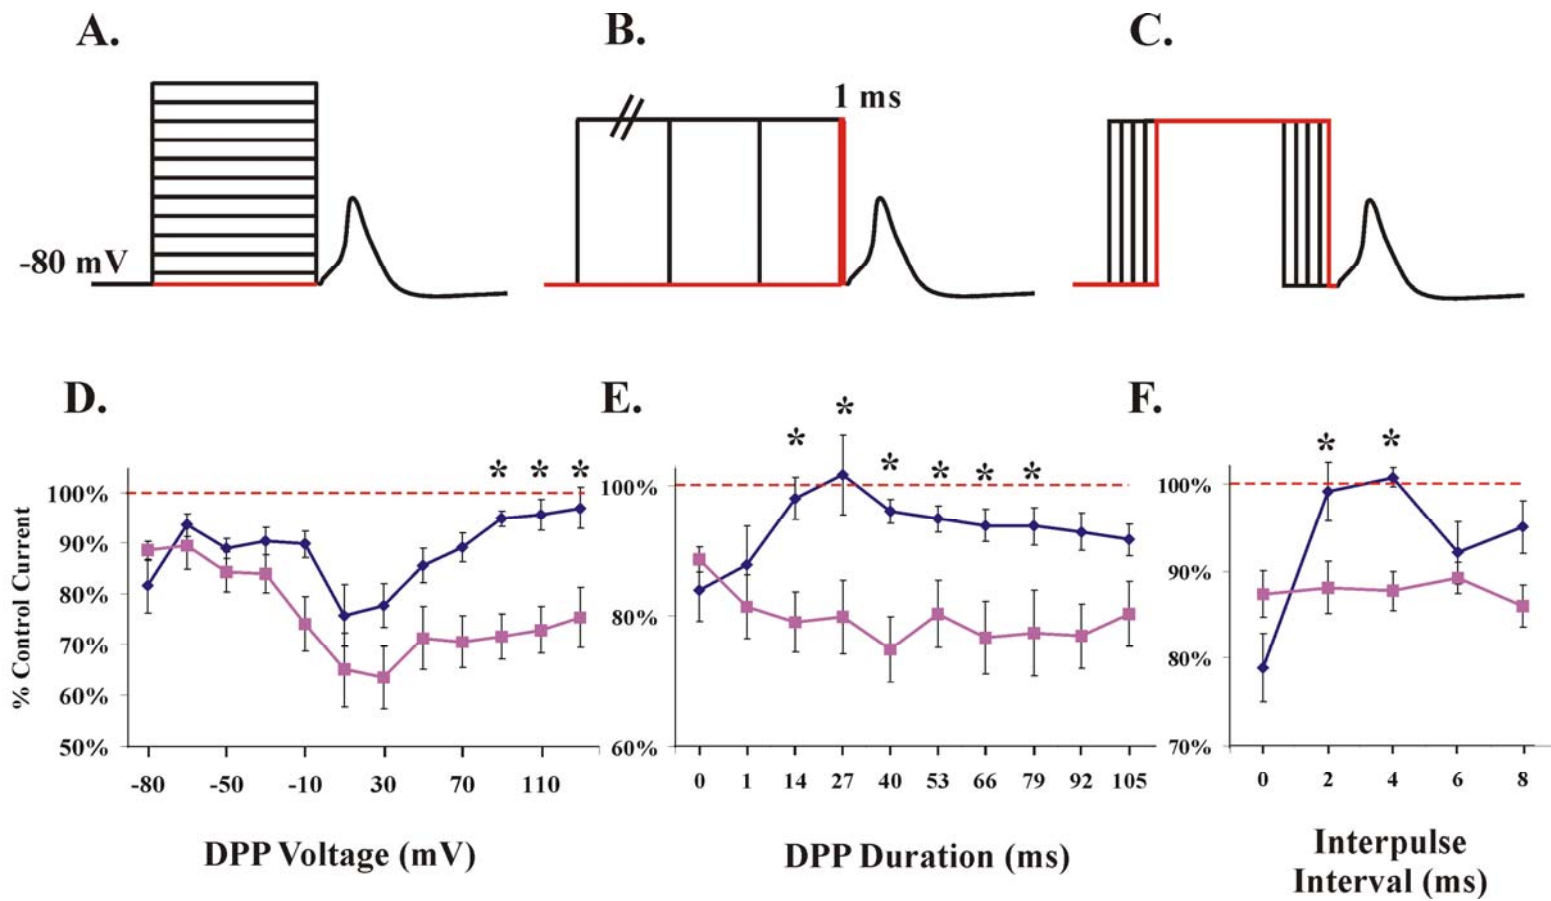 A.
B.
C.
1 ms
-80 mV
D.
E.
F.
* * *
* * * * * *
* *
% Control Current
100%
90%
80%
70%
60%
50%
-80 -50 -10 30 70 110
DPP Voltage (mV)
100%
80%
60%
0 1 14 27 40 53 66 79 92 105
DPP Duration (ms)
100%
90%
80%
70%
0 2 4 6 8
Interpulse
Interval (ms)